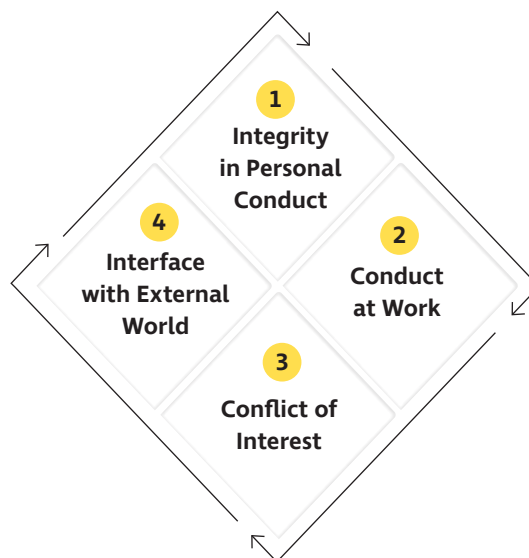 1
Integrity
in Personal
Conduct
2
Conduct
at Work
3
Conflict of
Interest
4
Interface
with External
World